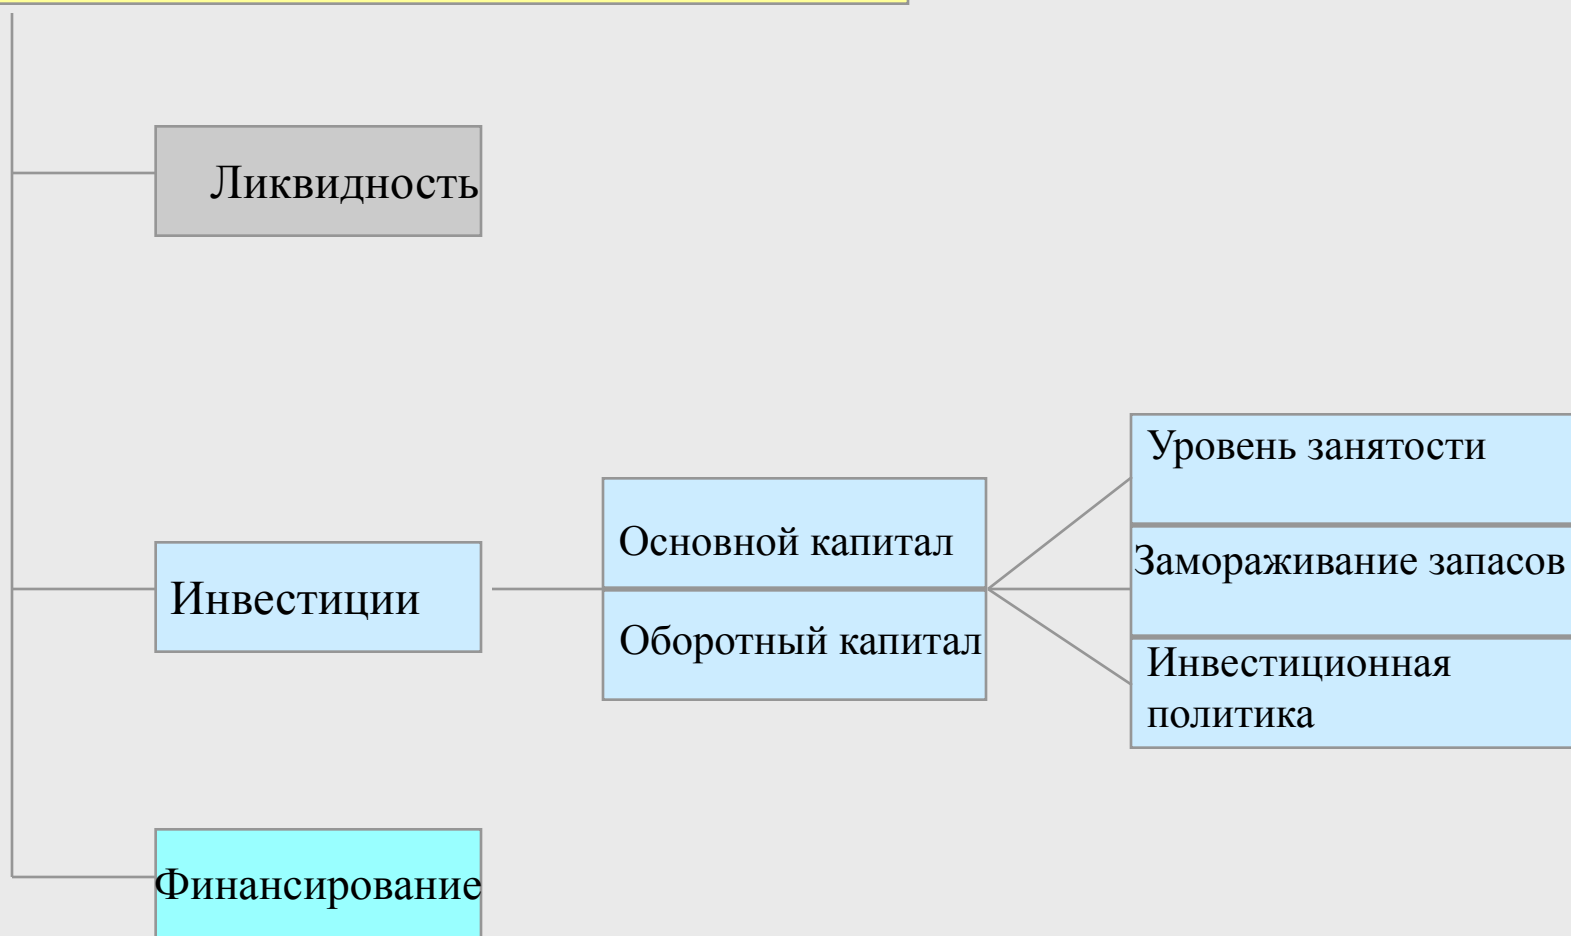 Ликвидность
Инвестиции
Основной капитал
Оборотный капитал
Уровень занятости
Замораживание запасов
Инвестиционная
политика
Финансирование